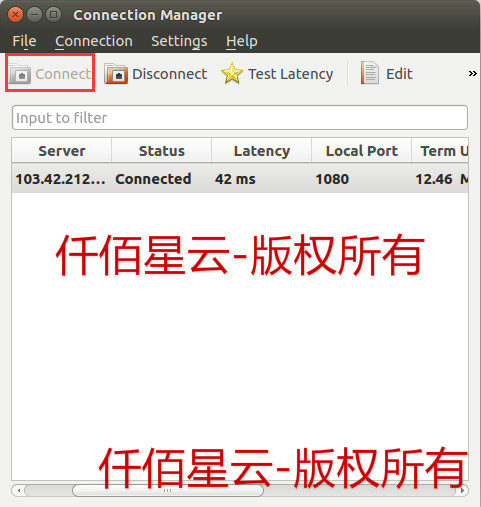 Connection Manager
File Connection Settings Help
Connect Disconnect Test Latency Edit »
Input to filter
Server Status Latency Local Port Term U
103.42.212... Connected 42 ms 1080 12.46 M
仟佰星云-版权所有
仟佰星云-版权所有